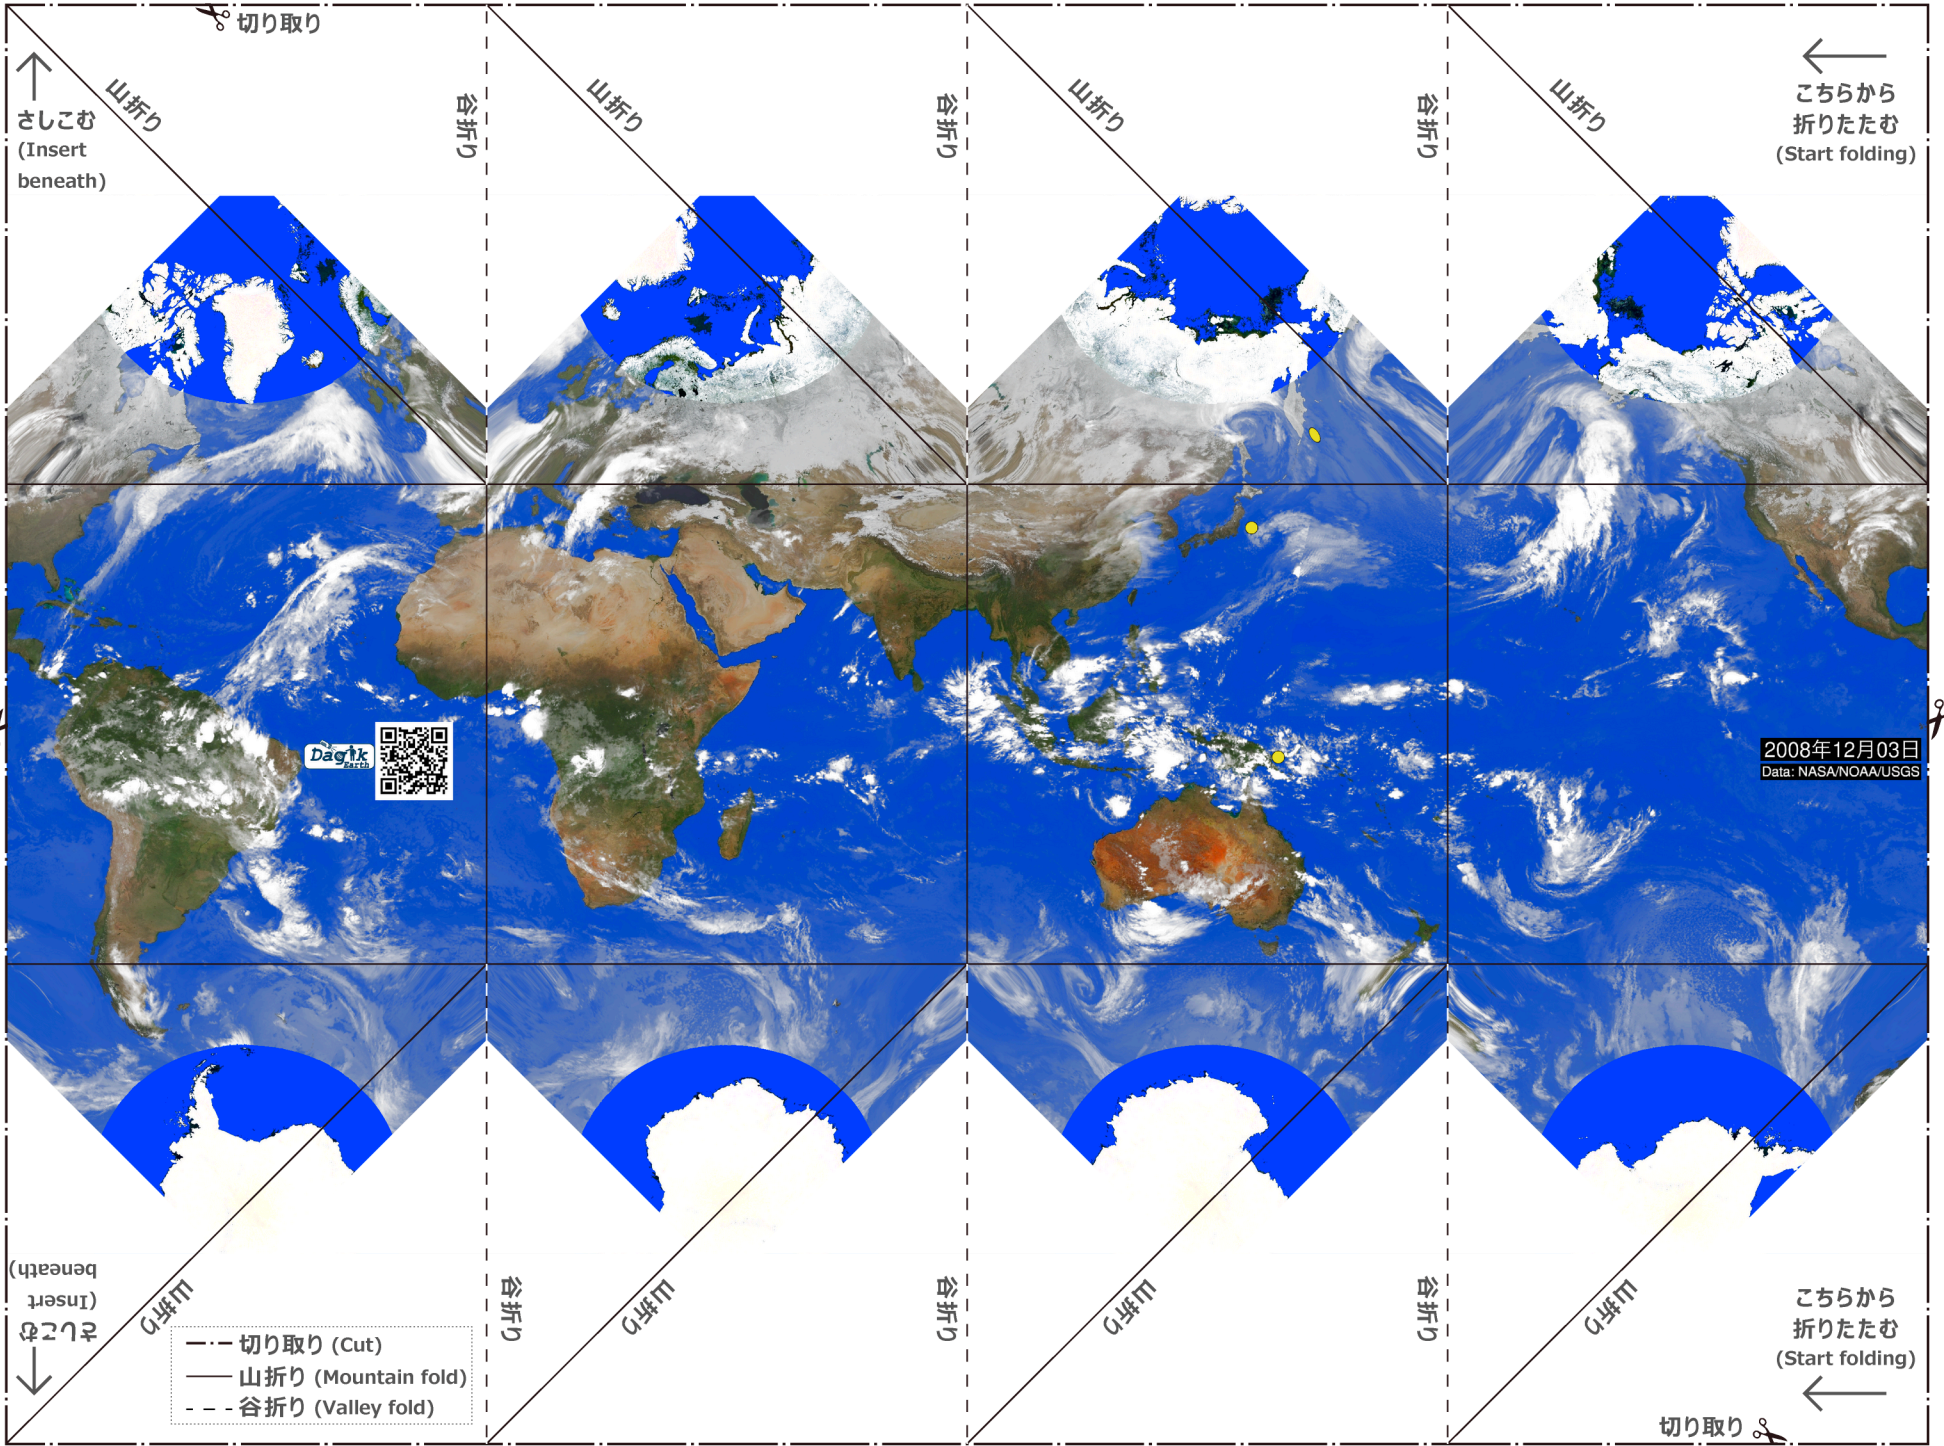 切り取り
山折り
谷折り
山折り
谷折り
山折り
谷折り
山折り
さしこむ
(Insert
beneath)
こちらから
折りたたむ
(Start folding)
Dagik
Earth
2008年12月03日
Data: NASA/NOAA/USGS
さしこむ
(Insert
beneath)
山折り
谷折り
山折り
谷折り
山折り
谷折り
山折り
こちらから
折りたたむ
(Start folding)
切り取り (Cut)
山折り (Mountain fold)
谷折り (Valley fold)
切り取り